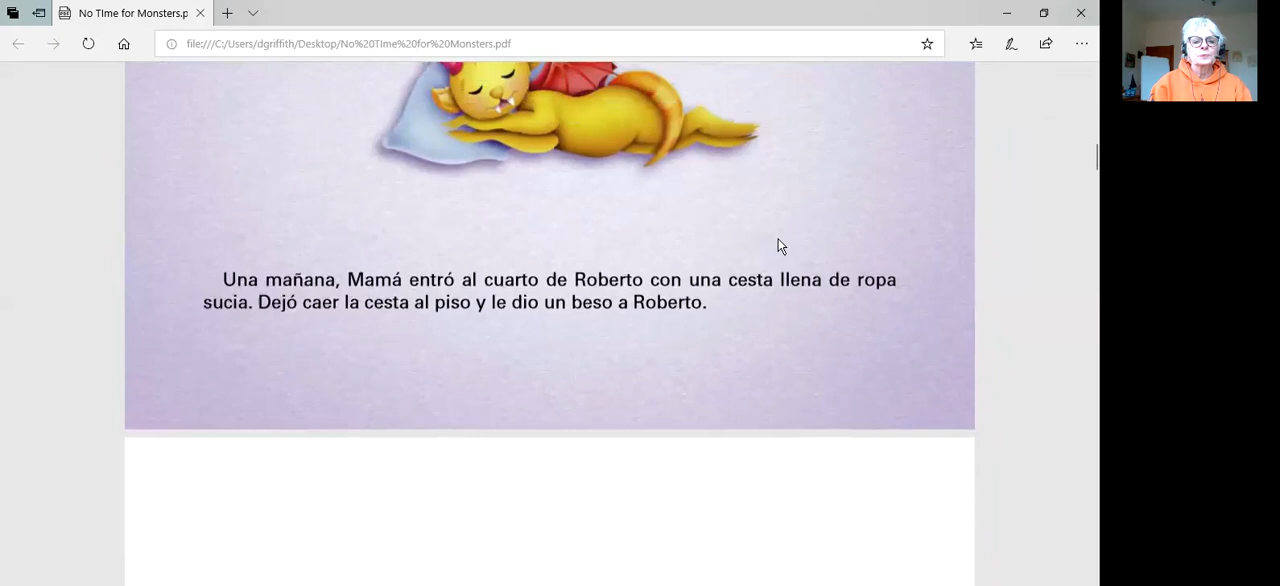 No TIme for Monsters.p
file:///C:/Users/dgriffith/Desktop/No%20TIme%20for%20Monsters.pdf
Una mañana, Mamá entró al cuarto de Roberto con una cesta llena de ropa
sucia. Dejó caer la cesta al piso y le dio un beso a Roberto.